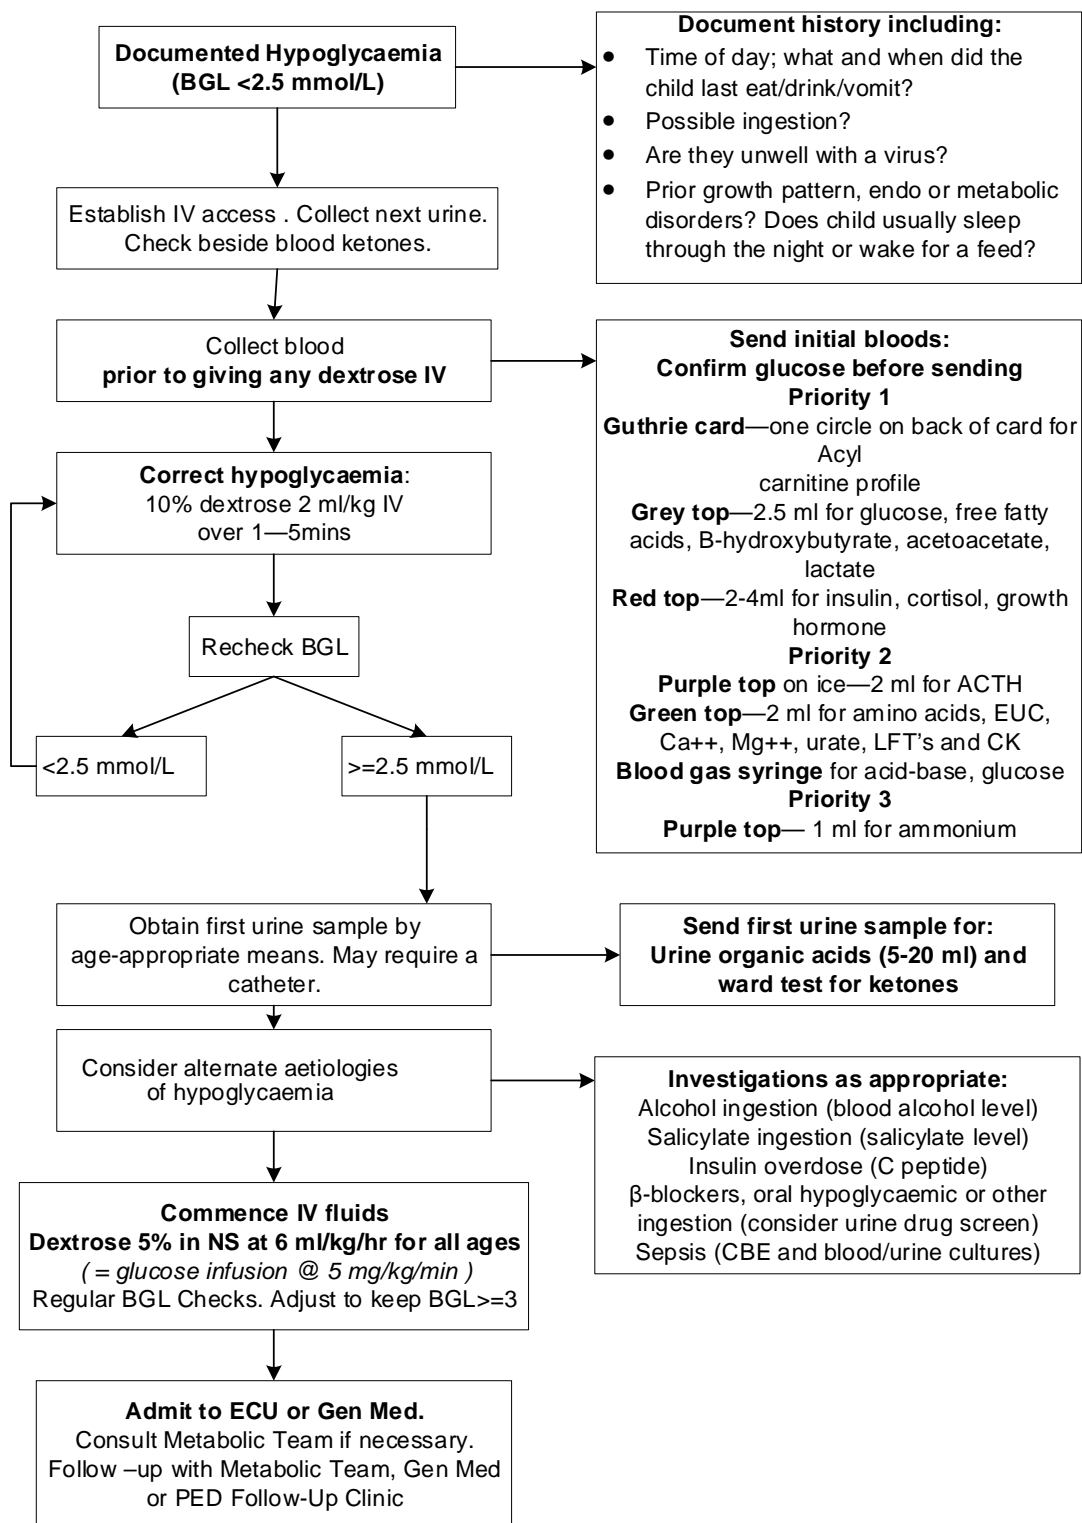 Documented Hypoglycaemia
(BGL <2.5 mmol/L)
Document history including:
● Time of day; what and when did the
child last eat/drink/vomit?
● Possible ingestion?
● Are they unwell with a virus?
● Prior growth pattern, endo or metabolic
disorders? Does child usually sleep
through the night or wake for a feed?
Establish IV access . Collect next urine.
Check beside blood ketones.
Collect blood
prior to giving any dextrose IV
Send initial bloods:
Confirm glucose before sending
Priority 1
Guthrie card—one circle on back of card for
Acyl
carnitine profile
Grey top—2.5 ml for glucose, free fatty
acids, B-hydroxybutyrate, acetoacetate,
lactate
Red top—2-4ml for insulin, cortisol, growth
hormone
Priority 2
Purple top on ice—2 ml for ACTH
Green top—2 ml for amino acids, EUC,
Ca++, Mg++, urate, LFT's and CK
Blood gas syringe for acid-base, glucose
Priority 3
Purple top— 1 ml for ammonium
Correct hypoglycaemia:
10% dextrose 2 ml/kg IV
over 1—5mins
Recheck BGL
<2.5 mmol/L
>=2.5 mmol/L
Obtain first urine sample by
age-appropriate means. May require a
catheter.
Send first urine sample for:
Urine organic acids (5-20 ml) and
ward test for ketones
Consider alternate aetiologies
of hypoglycaemia
Investigations as appropriate:
Alcohol ingestion (blood alcohol level)
Salicylate ingestion (salicylate level)
Insulin overdose (C peptide)
β-blockers, oral hypoglycaemic or other
ingestion (consider urine drug screen)
Sepsis (CBE and blood/urine cultures)
Commence IV fluids
Dextrose 5% in NS at 6 ml/kg/hr for all ages
( = glucose infusion @ 5 mg/kg/min )
Regular BGL Checks. Adjust to keep BGL>=3
Admit to ECU or Gen Med.
Consult Metabolic Team if necessary.
Follow –up with Metabolic Team, Gen Med
or PED Follow-Up Clinic